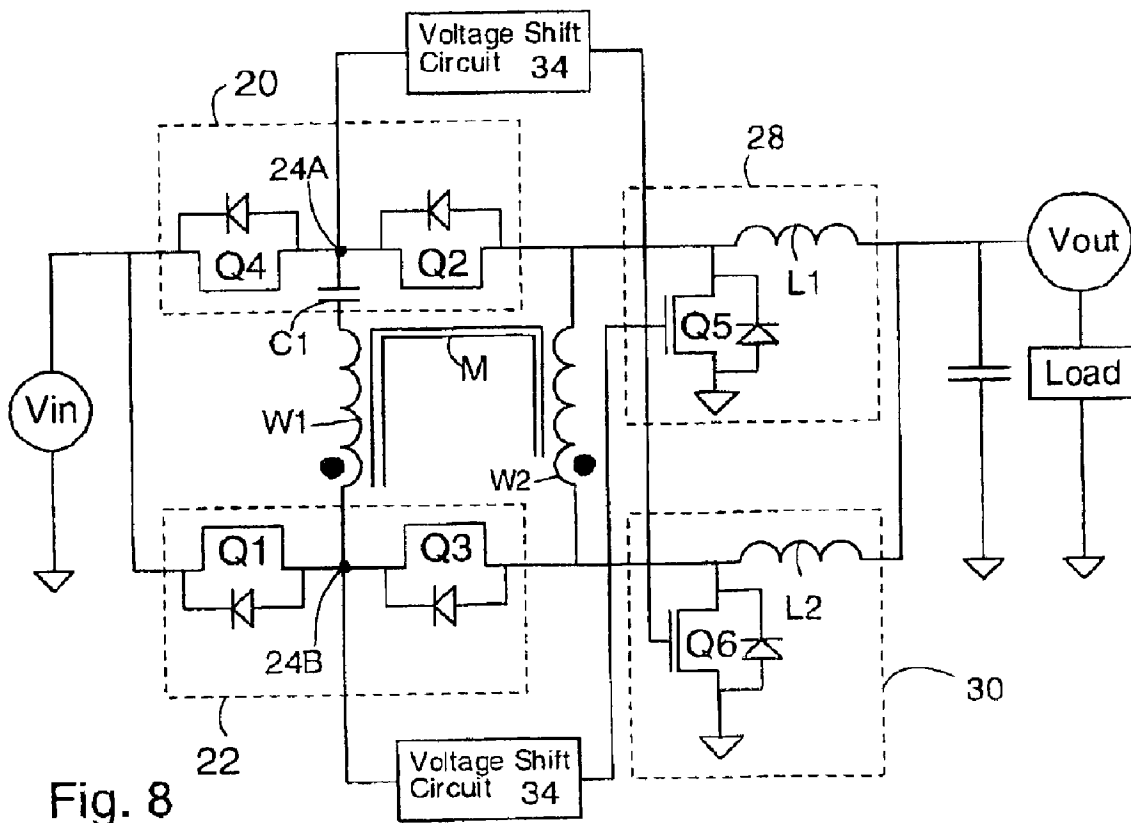 Voltage Shift
Circuit 34
20
28
24A
Q4
Q2
Vout
L1
C1
Q5
M
Load
Vin
W1
W2
Q1
Q3
L2
Q6
24B
30
22
Voltage Shift
Circuit 34
Fig. 8